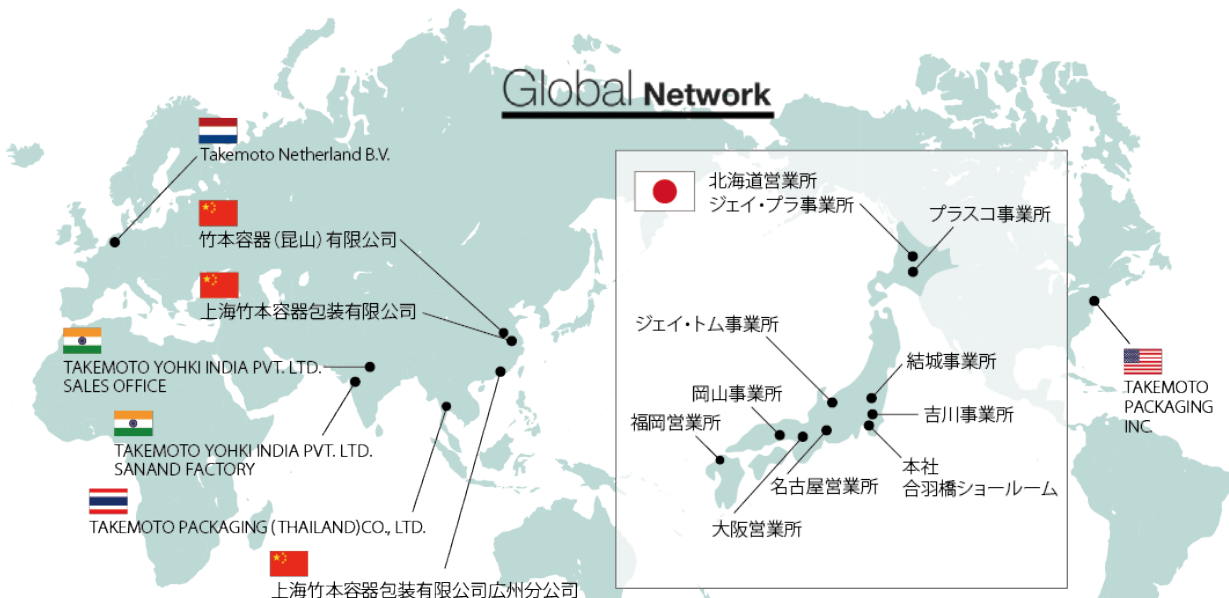 Global Network
Takemoto Netherland B.V.
竹本容器(昆山)有限公司
上海竹本容器包装有限公司
TAKEMOTO YOHKI INDIA PVT. LTD.
SALES OFFICE
TAKEMOTO YOHKI INDIA PVT. LTD.
SANAND FACTORY
TAKEMOTO PACKAGING (THAILAND)CO., LTD.
上海竹本容器包装有限公司広州分公司
北海道営業所
ジェイ・プラ事業所
プラスコ事業所
ジェイ・トム事業所
結城事業所
岡山事業所
吉川事業所
福岡営業所
本社
合羽橋ショールーム
名古屋営業所
大阪営業所
TAKEMOTO
PACKAGING
INC.